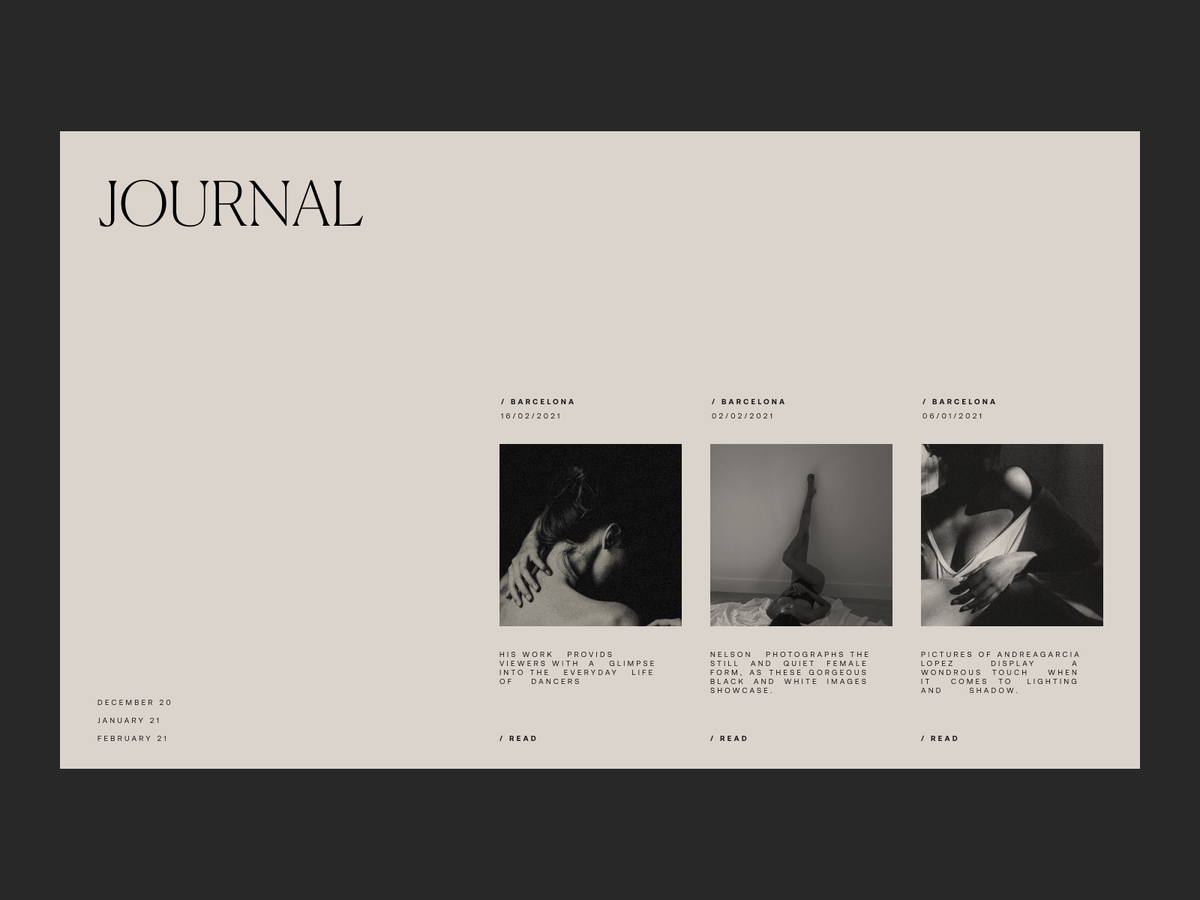 JOURNAL
/ BARCELONA
16/02/2021
HIS WORK PROVIDS
VIEWERS WITH A GLIMPSE
INTO THE EVERYDAY LIFE
OF DANCERS
/ READ
/ BARCELONA
02/02/2021
NELSON PHOTOGRAPHS THE
STILL AND QUIET FEMALE
FORM, AS THESE GORGEOUS
BLACK AND WHITE IMAGES
SHOWCASE.
/ READ
/ BARCELONA
06/01/2021
PICTURES OF ANDREAGARCIA
LOPEZ DISPLAY A
WONDROUS TOUCH WHEN
IT COMES TO LIGHTING
AND SHADOW.
/ READ
DECEMBER 20
JANUARY 21
FEBRUARY 21